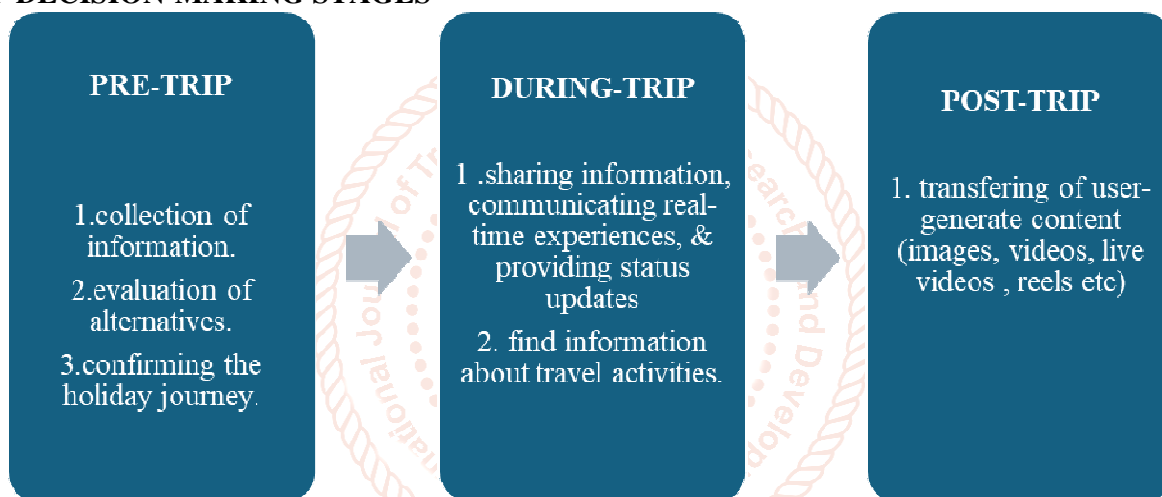 DECISION MAKING STAGES
PRE-TRIP
1.collection of
information.
2.evaluation of
alternatives.
3.confirming the
holiday journey.
DURING-TRIP
1 .sharing information,
communicating real-
time experiences, &
providing status
updates
2. find information
about travel activities.
POST-TRIP
1. transfering of user-
generate content
(images, videos, live
videos , reels etc)